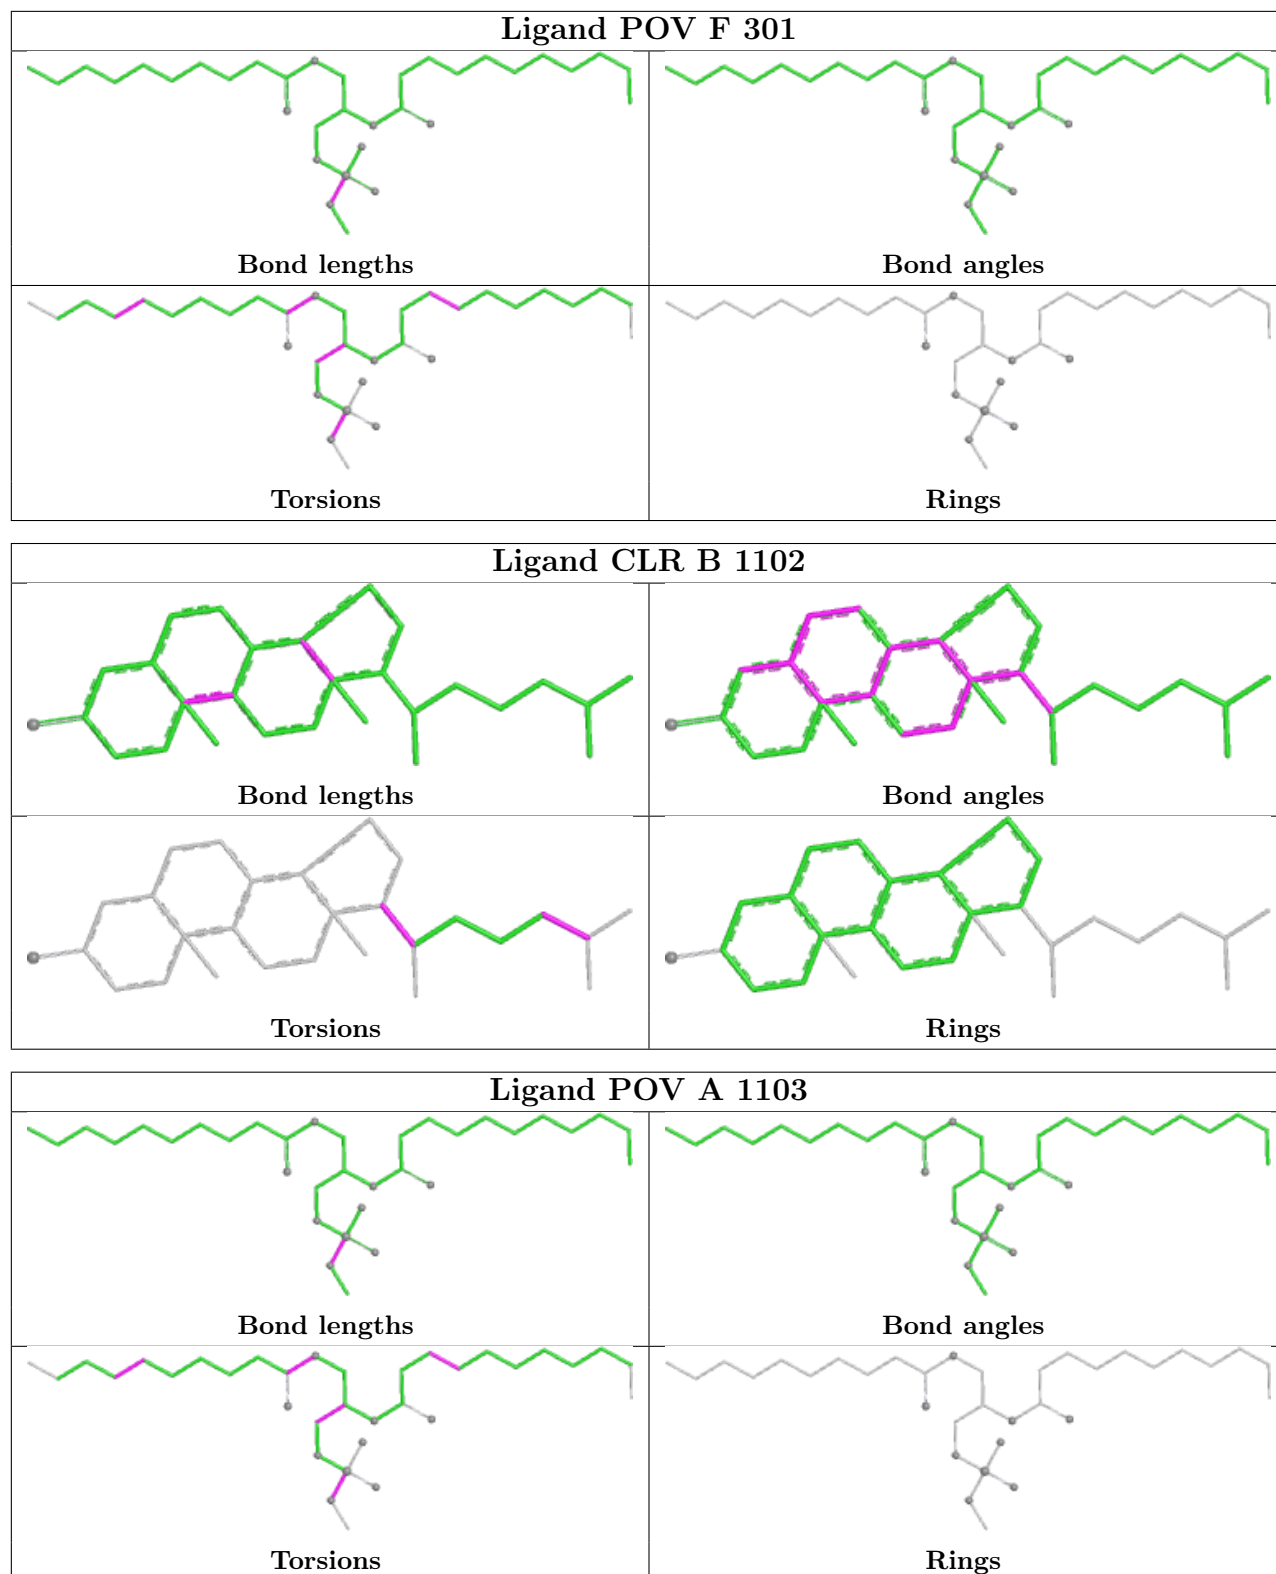 Ligand POV F 301
Bond lengths
Bond angles
Torsions
Rings
Ligand CLR B 1102
Bond lengths
Bond angles
Torsions
Rings
Ligand POV A 1103
Bond lengths
Bond angles
Torsions
Rings